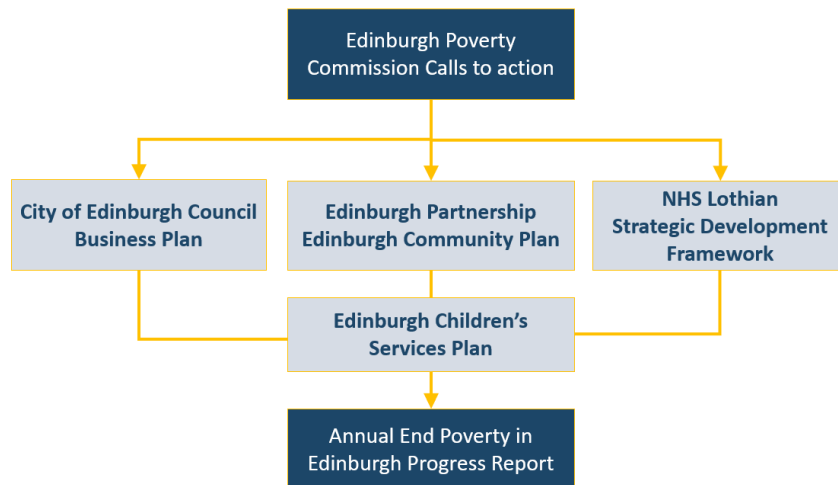 Edinburgh Poverty
Commission Calls to action
City of Edinburgh Council
Business Plan
Edinburgh Partnership
Edinburgh Community Plan
NHS Lothian
Strategic Development
Framework
Edinburgh Children’s
Services Plan
Annual End Poverty in
Edinburgh Progress Report